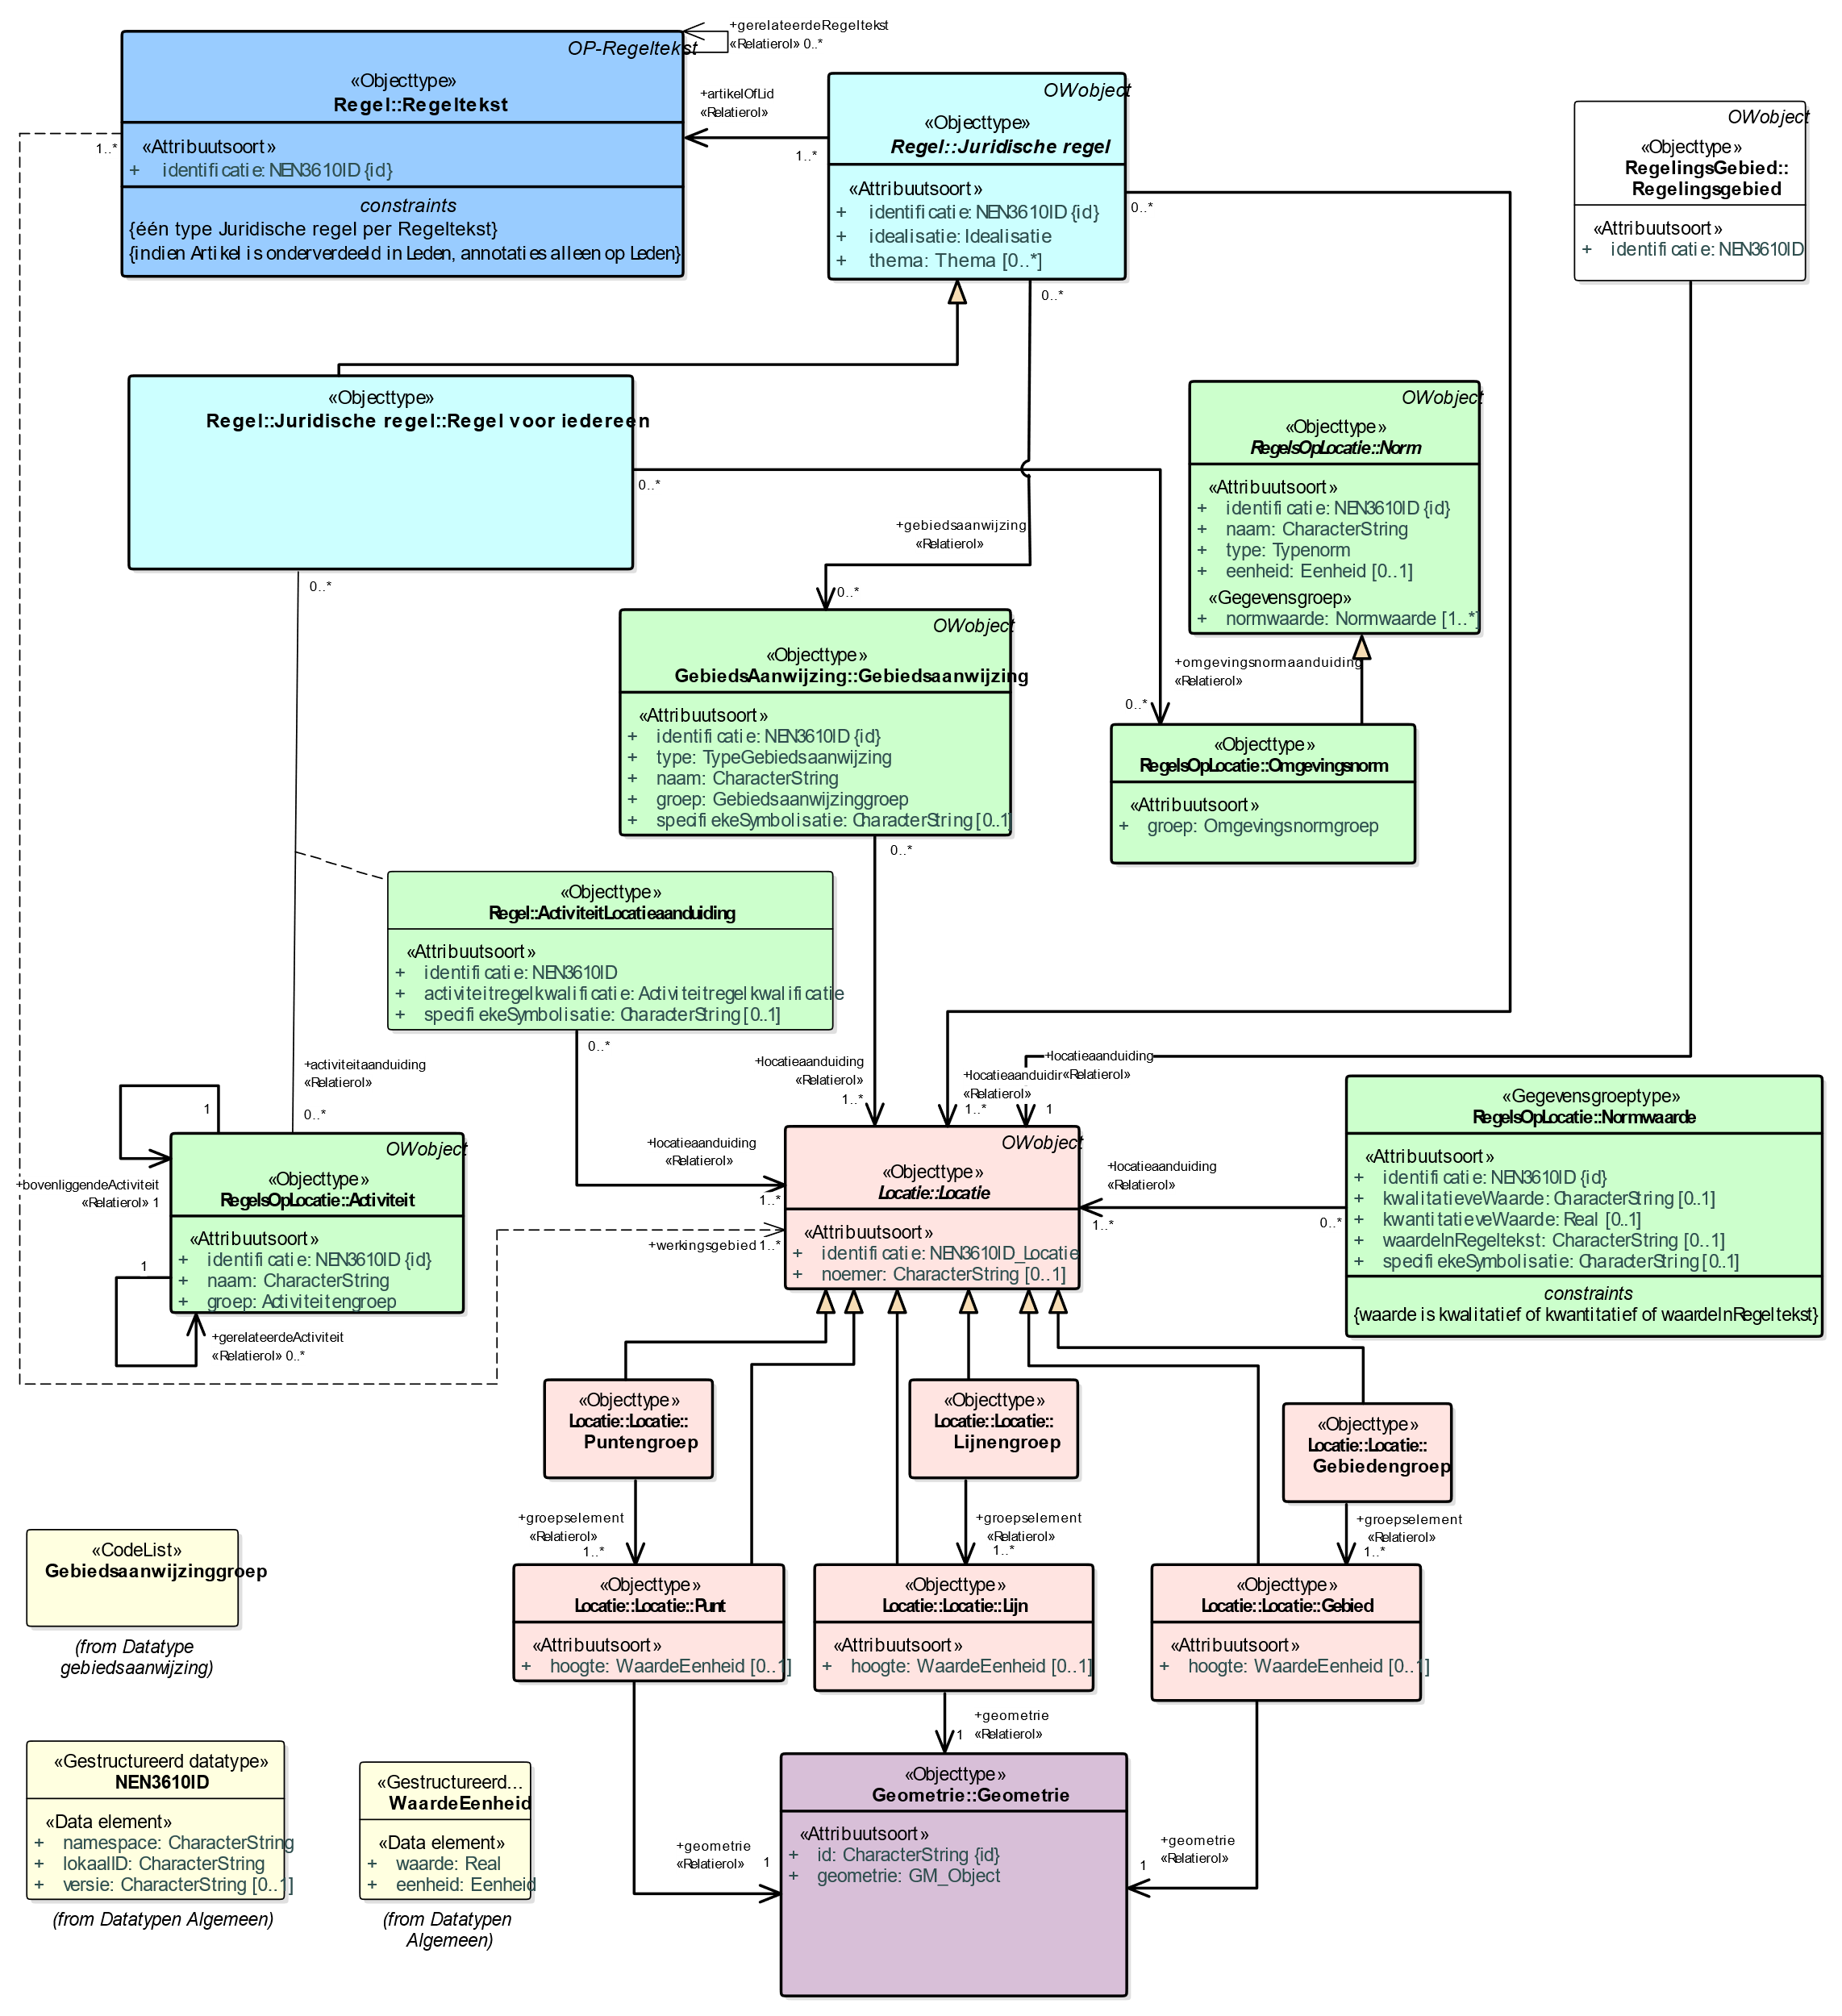 +gerelateerdeRegeltekst
«Relatierol» 0..*
OP-Regeltekst
«Objecttype»
Regel::Regeltekst
«Attribuutsoort»
+ identificatie: NEN3610ID {id}
constraints
{één type Juridische regel per Regeltekst}
{indien Artikel is onderverdeeld in Leden, annotaties alleen op Leden}
1..*
+artikelOfLid
«Relatierol»
1..*
OWobject
«Objecttype»
Regel::Juridische regel
«Attribuutsoort»
+ identificatie: NEN3610ID {id}
+ idealisatie: Idealisatie
+ thema: Thema [0..*]
0..*
0..*
OWobject
«Objecttype»
RegelingsGebied::
Regelingsgebied
«Attribuutsoort»
+ identificatie: NEN3610ID
«Objecttype»
Regel::Juridische regel::Regel voor iedereen
0..*
0..*
OWobject
«Objecttype»
RegelsOpLocatie::Norm
«Attribuutsoort»
+ identificatie: NEN3610ID {id}
+ naam: CharacterString
+ type: Typenorm
+ eenheid: Eenheid [0..1]
«Gegevensgroep»
+ normwaarde: Normwaarde [1..*]
+gebiedsaanwijzing
«Relatierol»
0..*
OWobject
«Objecttype»
GebiedsAanwijzing::Gebiedsaanwijzing
«Attribuutsoort»
+ identificatie: NEN3610ID {id}
+ type: TypeGebiedsaanwijzing
+ naam: CharacterString
+ groep: Gebiedsaanwijzinggroep
+ specifiekeSymbolisatie: CharacterString [0..1]
0..*
+omgevingsnormaanduiding
«Relatierol»
0..*
«Objecttype»
RegelsOpLocatie::Omgevingsnorm
«Attribuutsoort»
+ groep: Omgevingsnormgroep
«Objecttype»
Regel::ActiviteitLocatieaanduiding
«Attribuutsoort»
+ identificatie: NEN3610ID
+ activiteitregelkwalificatie: Activiteitregelkwalificatie
+ specifiekeSymbolisatie: CharacterString [0..1]
0..*
+activiteitaanduiding
«Relatierol»
0..*
+locatieaanduiding
«Relatierol»
1..*
+locatieaanduidir
«Relatierol»
1..*
+locatieaanduiding
«Relatierol»
1
1
+bovenliggendeActiviteit
«Relatierol» 1
OWobject
«Objecttype»
RegelsOpLocatie::Activiteit
«Attribuutsoort»
+ identificatie: NEN3610ID {id}
+ naam: CharacterString
+ groep: Activiteitengroep
1
+gerelateerdeActiviteit
«Relatierol» 0..*
+locatieaanduiding
«Relatierol»
1..*
+werkingsgebied 1..*
OWobject
«Objecttype»
Locatie::Locatie
«Attribuutsoort»
+ identificatie: NEN3610ID_Locatie
+ noemer: CharacterString [0..1]
+locatieaanduiding
«Relatierol»
1..*
0..*
«Gegevensgroeptype»
RegelsOpLocatie::Normwaarde
«Attribuutsoort»
+ identificatie: NEN3610ID {id}
+ kwalitatieveWaarde: CharacterString [0..1]
+ kwantitatieveWaarde: Real [0..1]
+ waardeInRegeltekst: CharacterString [0..1]
+ specifiekeSymbolisatie: CharacterString [0..1]
constraints
{waarde is kwalitatief of kwantitatief of waardeInRegeltekst}
«Objecttype»
Locatie::Locatie::
Puntengroep
«Objecttype»
Locatie::Locatie::
Lijnengroep
«Objecttype»
Locatie::Locatie::
Gebiedengroep
+groepselement
«Relatierol»
1..*
+groepselement
«Relatierol»
1..*
+groepselement
«Relatierol»
1..*
«Objecttype»
Locatie::Locatie::Punt
«Attribuutsoort»
+ hoogte: WaardeEenheid [0..1]
«Objecttype»
Locatie::Locatie::Lijn
«Attribuutsoort»
+ hoogte: WaardeEenheid [0..1]
«Objecttype»
Locatie::Locatie::Gebied
«Attribuutsoort»
+ hoogte: WaardeEenheid [0..1]
+geometrie
«Relatierol»
1
+geometrie
«Relatierol»
1
+geometrie
«Relatierol»
1
«Objecttype»
Geometrie::Geometrie
«Attribuutsoort»
+ id: CharacterString {id}
+ geometrie: GM_Object
«CodeList»
Gebiedsaanwijzinggroep
(from Datatype
gebiedsaanwijzing)
«Gestructureerd datatype»
NEN3610ID
«Data element»
+ namespace: CharacterString
+ lokaalID: CharacterString
+ versie: CharacterString [0..1]
(from Datatypen Algemeen)
«Gestructureerd...
WaardeEenheid
«Data element»
+ waarde: Real
+ eenheid: Eenheid
(from Datatypen
Algemeen)